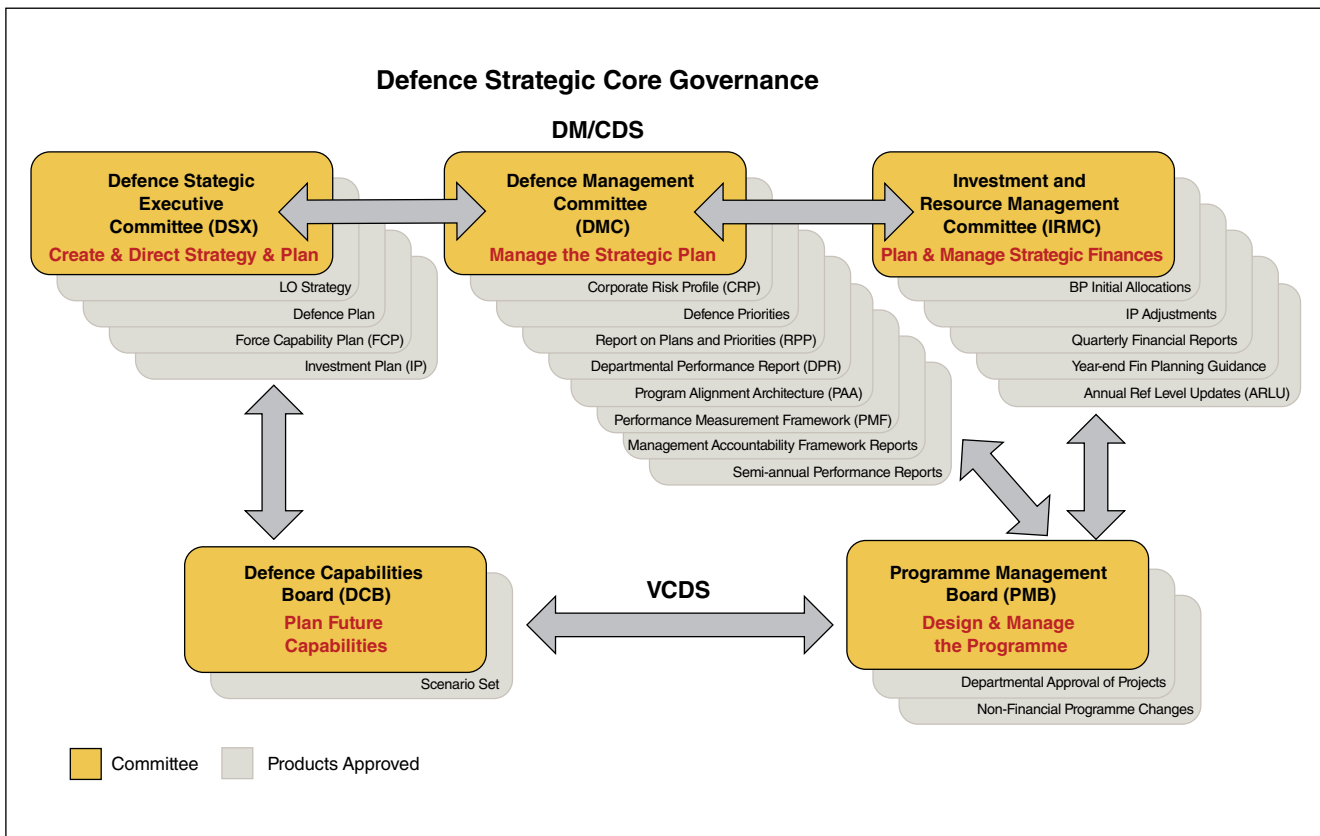 Defence Strategic Core Governance
DM/CDS
Defence Stategic
Executive
Committee (DSX)
Create & Direct Strategy & Plan
LO Strategy
Defence Plan
Force Capability Plan (FCP)
Investment Plan (IP)
Defence Management
Committee
(DMC)
Manage the Strategic Plan
Corporate Risk Profile (CRP)
Defence Priorities
Report on Plans and Priorities (RPP)
Departmental Performance Report (DPR)
Program Alignment Architecture (PAA)
Performance Measurement Framework (PMF)
Management Accountability Framework Reports
Semi-annual Performance Reports
Investment and
Resource Management
Committee (IRMC)
Plan & Manage Strategic Finances
BP Initial Allocations
IP Adjustments
Quarterly Financial Reports
Year-end Fin Planning Guidance
Annual Ref Level Updates (ARLU)
Defence Capabilities
Board (DCB)
Plan Future
Capabilities
Scenario Set
VCDS
Programme Management
Board (PMB)
Design & Manage
the Programme
Departmental Approval of Projects
Non-Financial Programme Changes
Committee
Products Approved